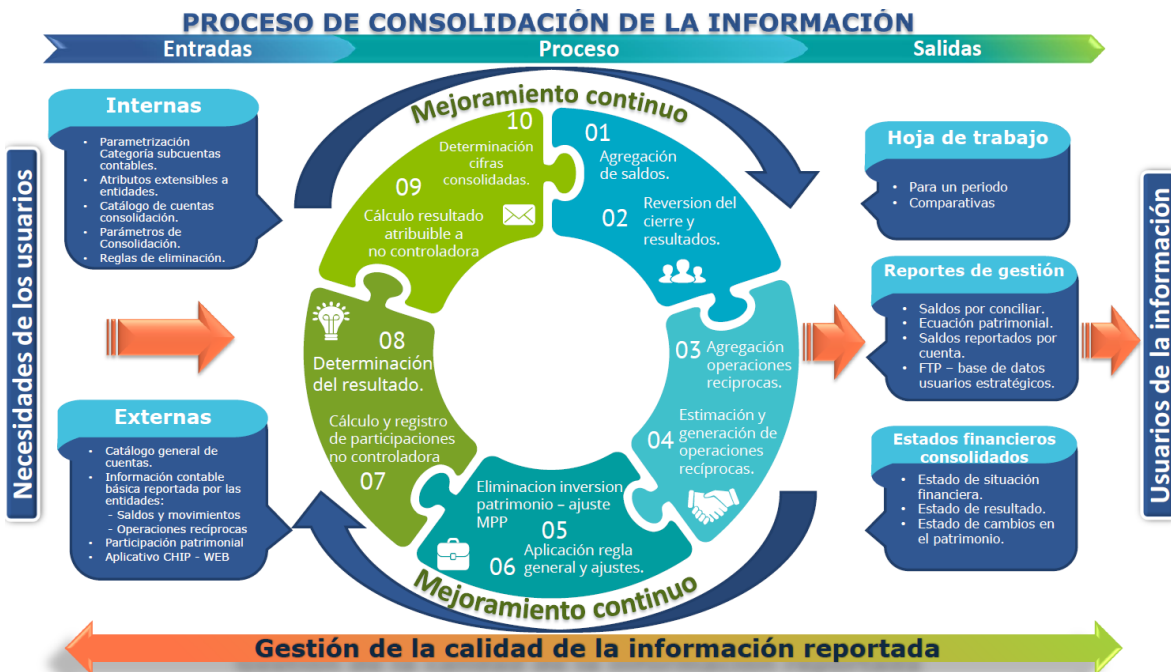 PROCESO DE CONSOLIDACIÓN DE LA INFORMACIÓN
Entradas
Proceso
Salidas
Necesidades de los usuarios
Internas
• Parametrización
Categoría subcuentas
contables.
• Atributos extensibles a
entidades.
• Catálogo de cuentas
consolidación.
• Parámetros de
Consolidación.
• Reglas de eliminación.
Externas
• Catálogo general de
cuentas.
• Información contable
básica reportada por las
entidades:
– Saldos y movimientos
– Operaciones recíprocas
• Participación patrimonial
• Aplicativo CHIP - WEB
Mejoramiento continuo
01
Agregación
de saldos.
02
Reversion del
cierre y
resultados.
03
Agregación
operaciones
reciprocas.
04
Estimación y
generación de
operaciones
recíprocas.
Eliminacion inversion
patrimonio – ajuste
MPP
05
06
Aplicación regla
general y ajustes.
Cálculo y registro
de participaciones
no controladora
07
08
Determinación
del resultado.
09
Cálculo resultado
atribuible a
no controladora
10
Determinación
cifras
consolidadas.
Mejoramiento continuo
Hoja de trabajo
• Para un periodo
• Comparativas
Reportes de gestión
• Saldos por conciliar.
• Ecuación patrimonial.
• Saldos reportados por
cuenta.
• FTP – base de datos
usuarios estratégicos.
Estados financieros
consolidados
• Estado de situación
financiera.
• Estado de resultado.
• Estado de cambios en
el patrimonio.
Usuarios de la información
Gestión de la calidad de la información reportada